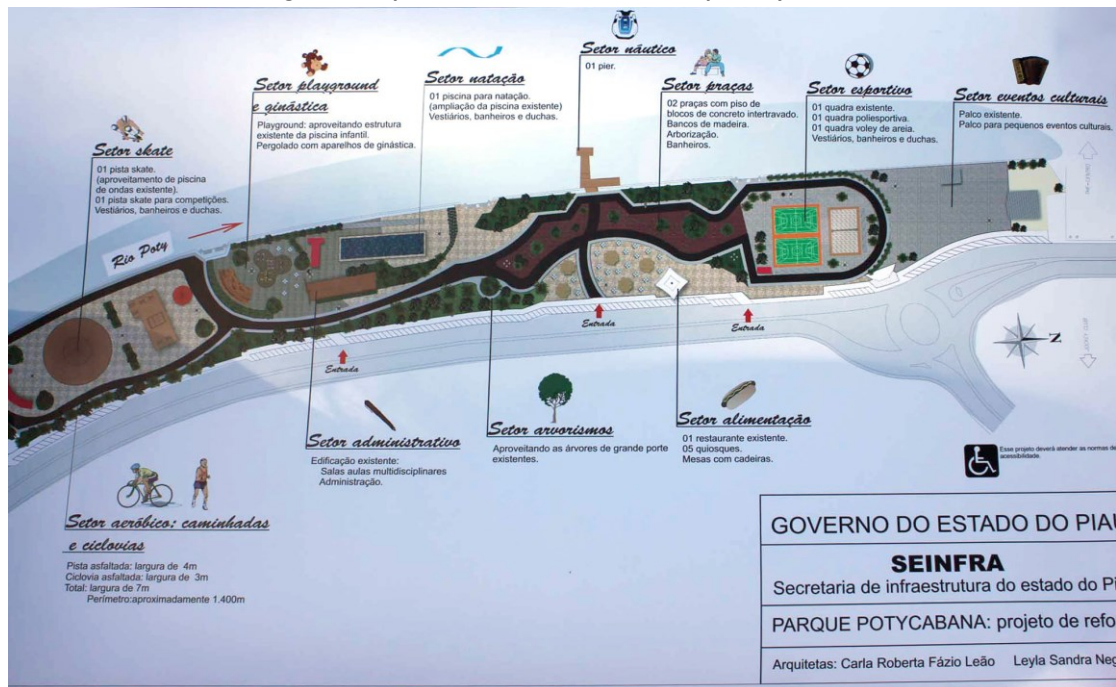 Setor náutico
01 pier.
Setor playground
e ginástica
Playground: aproveitando estrutura
existente da piscina infantil.
Pergolado com aparelhos de ginástica.
Setor natação
01 piscina para natação.
(ampliação da piscina existente)
Vestiários, banheiros e duchas.
Setor praças
02 praças com piso de
blocos de concreto intertravado.
Bancos de madeira.
Arborização.
Banheiros.
Setor esportivo
01 quadra existente.
01 quadra poliesportiva.
01 quadra voley de areia.
Vestiários, banheiros e duchas.
Setor eventos culturais
Palco existente.
Palco para pequenos eventos culturais.
Setor skate
01 pista skate.
(aproveitamento de piscina
de ondas existente).
01 pista skate para competições.
Vestiários, banheiros e duchas.
Rio Poty
Entrada
Entrada
Entrada
N
Setor administrativo
Edificação existente:
Salas aulas multidisciplinares
Administração.
Setor arvorismos
Aproveitando as árvores de grande porte
existentes.
Setor alimentação
01 restaurante existente.
05 quiosques.
Mesas com cadeiras.
Esse projeto deverá atender as normas de
acessibilidade.
Setor aeróbico: caminhadas
e ciclovias
Pista asfaltada: largura de 4m
Ciclovia asfaltada: largura de 3m
Total: largura de 7m
Perímetro:aproximadamente 1.400m
GOVERNO DO ESTADO DO PIAU
SEINFRA
Secretaria de infraestrutura do estado do Pi
PARQUE POTYCABANA: projeto de refo
Arquitetas: Carla Roberta Fázio Leão Leyla Sandra Neg